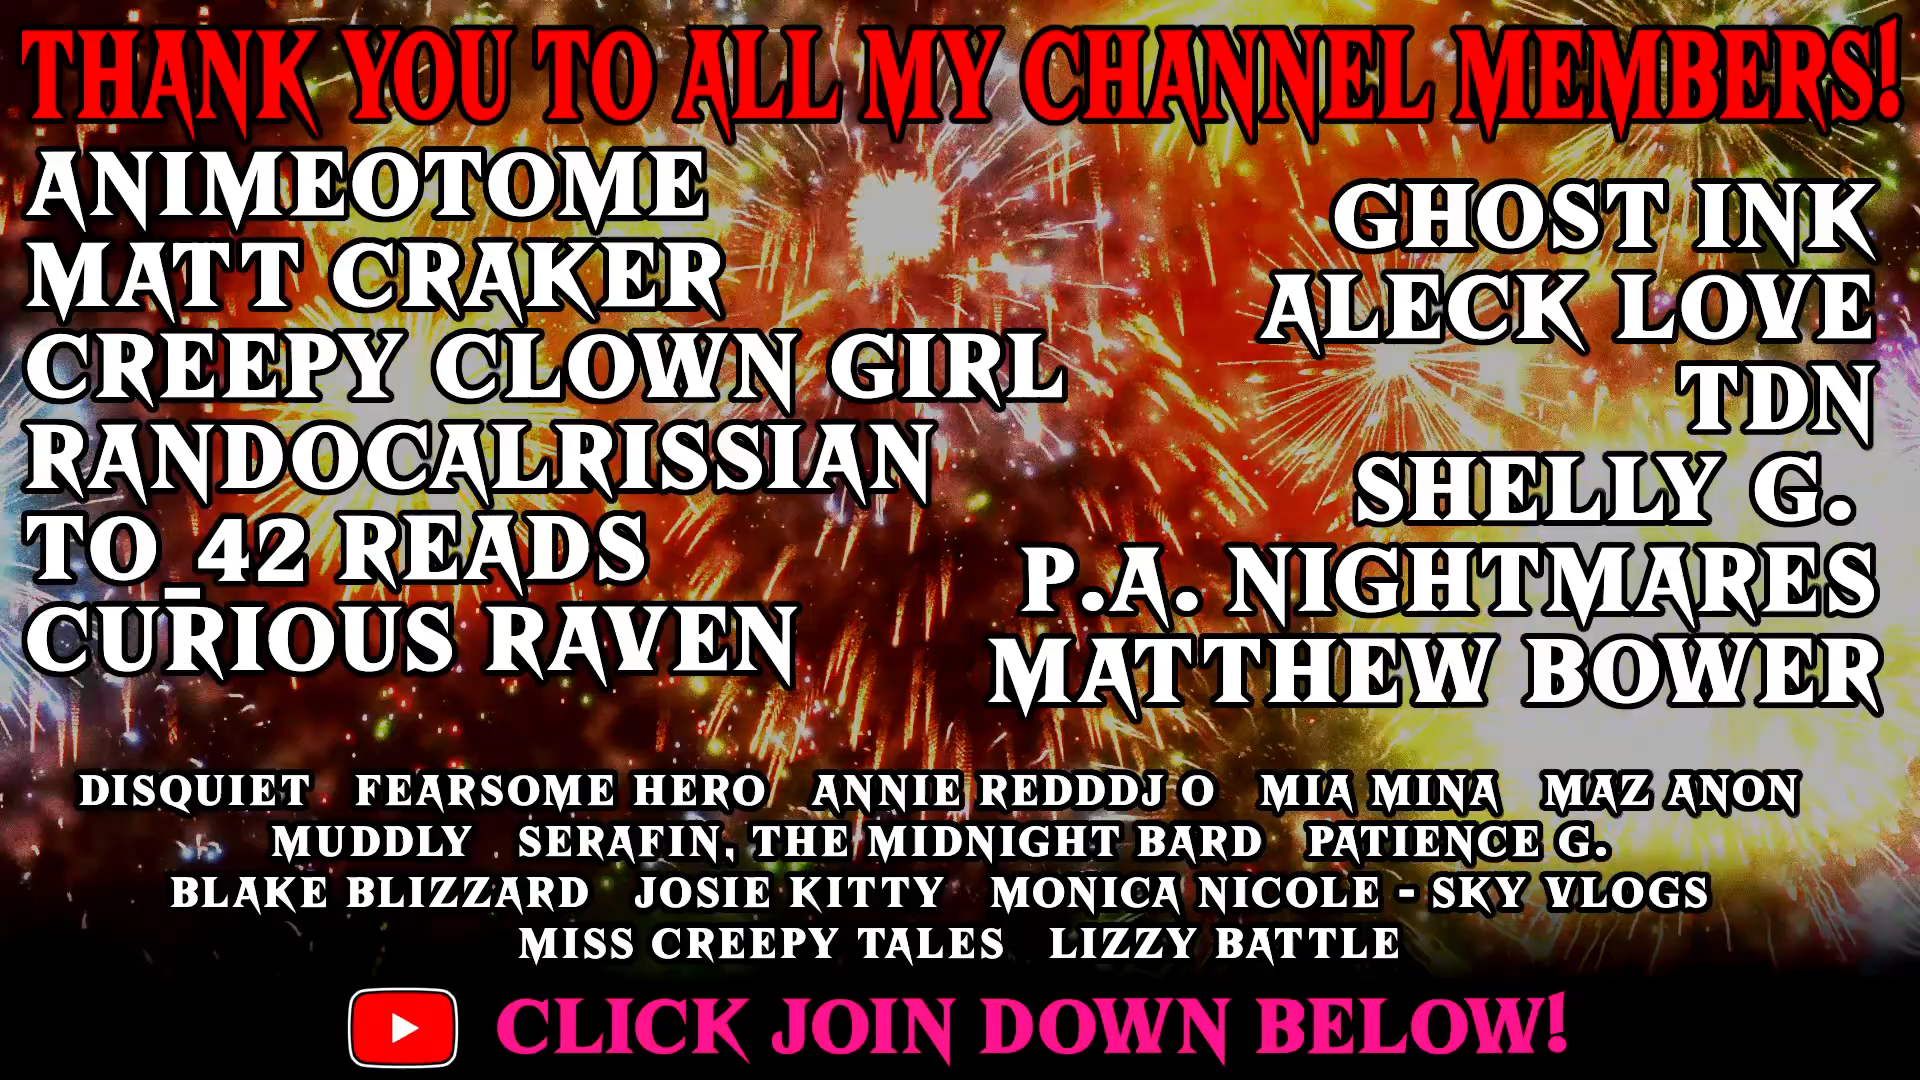 THANK YOU TO ALL MY CHANNEL MEMBERS!
ANIMEOTOME
MATT CRAKER
CREEPY CLOWN GIRL
RANDOCALRISSIAN
TO_42 READS
CURIOUS RAVEN
GHOST INK
ALECK LOVE
TDN
SHELLY G.
P.A. NIGHTMARES
MATTHEW BOWER
DISQUIET FEARSOME HERO ANNIE REDDDJ O MIA MINA MAZ ANON
MUDDLY SERAFIN, THE MIDNIGHT BARD PATIENCE G.
BLAKE BLIZZARD JOSIE KITTY MONICA NICOLE - SKY VLOGS
MISS CREEPY TALES LIZZY BATTLE
CLICK JOIN DOWN BELOW!